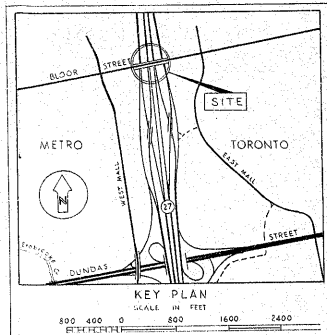 BLOOR STREET
SITE
METRO
TORONTO
WEST MALL
EAST MALL
N
27
STREET
DUNDAS
KEY PLAN
SCALE IN FEET
800 400 0 800 1600 2400